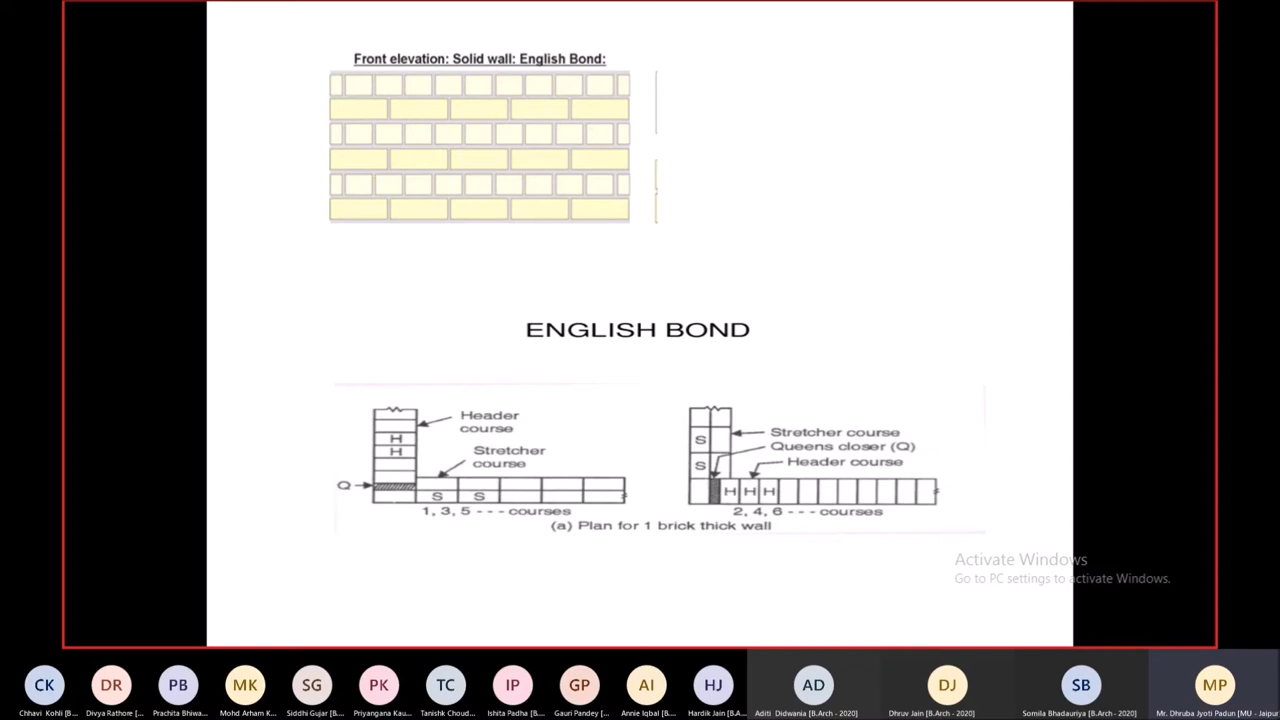 Front elevation: Solid wall: English Bond:
ENGLISH BOND
Header
course
H
H
Stretcher
course
Q
S S
1, 3, 5 - - - courses
S
Stretcher course
Queens closer (Q)
S
Header course
H H H
2, 4, 6 - - - courses
(a) Plan for 1 brick thick wall
Activate Windows
Go to PC settings to activate Windows.
CK DR PB MK SG PK TC IP GP AI HJ AD DJ SB MP
Chhavi Kohli [B... Divya Rathore [... Prachita Bhiwa... Mohd Arham K... Siddhi Gujar [B... Priyangana Kau... Tanishk Choud... Ishita Padha [B... Gauri Pandey [... Annie Iqbal [B... Hardik Jain [B.A... Aditi Didwania [B.Arch - 2020] Dhruv Jain [B.Arch - 2020] Somila Bhadauriya [B.Arch - 2020] Mr. Dhruba Jyoti Padun [MU - Jaipur